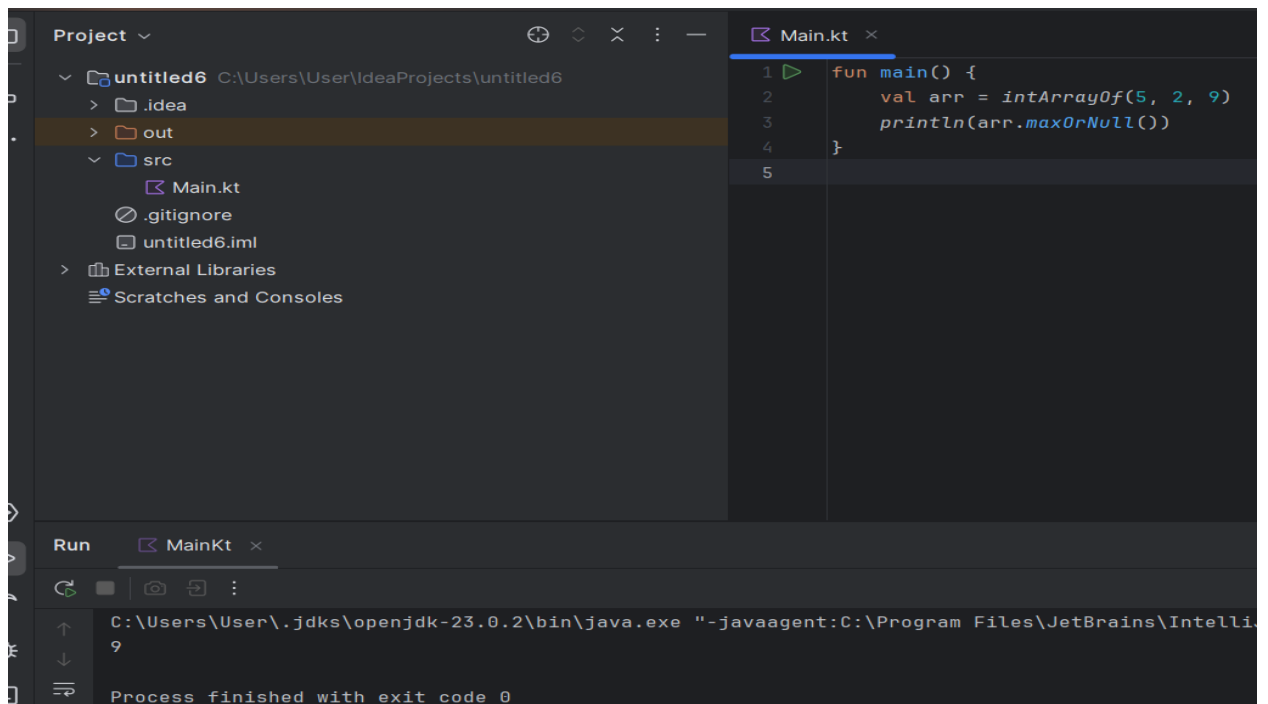 Project
untitled6 C:\Users\User\IdeaProjects\untitled6
.idea
out
src
Main.kt
.gitignore
untitled6.iml
External Libraries
Scratches and Consoles
Main.kt
1 fun main() {
2 val arr = intArrayOf(5, 2, 9)
3 println(arr.maxOrNull())
4 }
5
Run MainKt
C:\Users\User\.jdks\openjdk-23.0.2\bin\java.exe "-javaagent:C:\Program Files\JetBrains\Intelli
9
Process finished with exit code 0